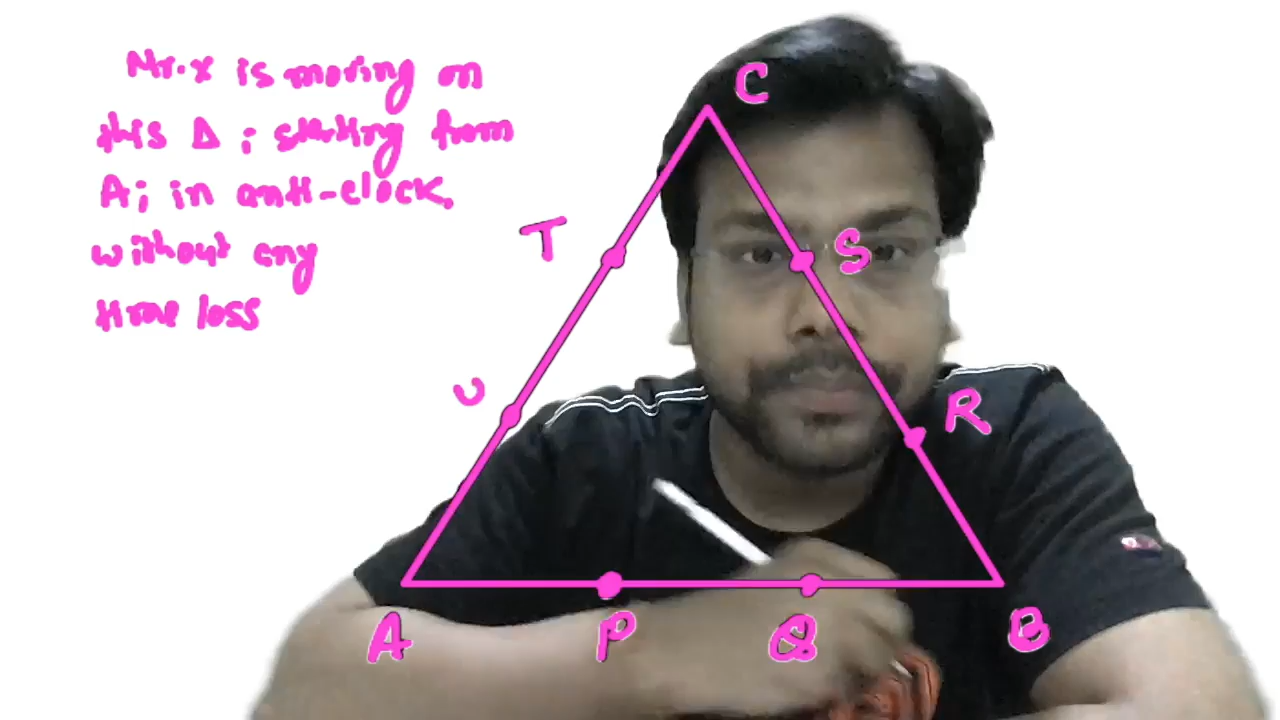 Mr. x is moving on
this Δ ; starting from
A; in anti-clock.
without any
time loss
C
T
S
U
R
A
P
Q
B